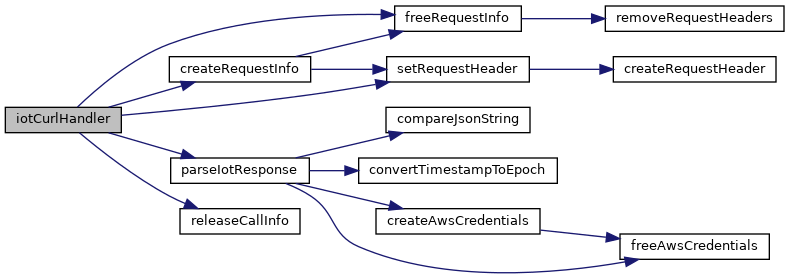 freeRequestInfo
removeRequestHeaders
createRequestInfo
setRequestHeader
createRequestHeader
iotCurlHandler
compareJsonString
parseIotResponse
convertTimestampToEpoch
releaseCallInfo
createAwsCredentials
freeAwsCredentials